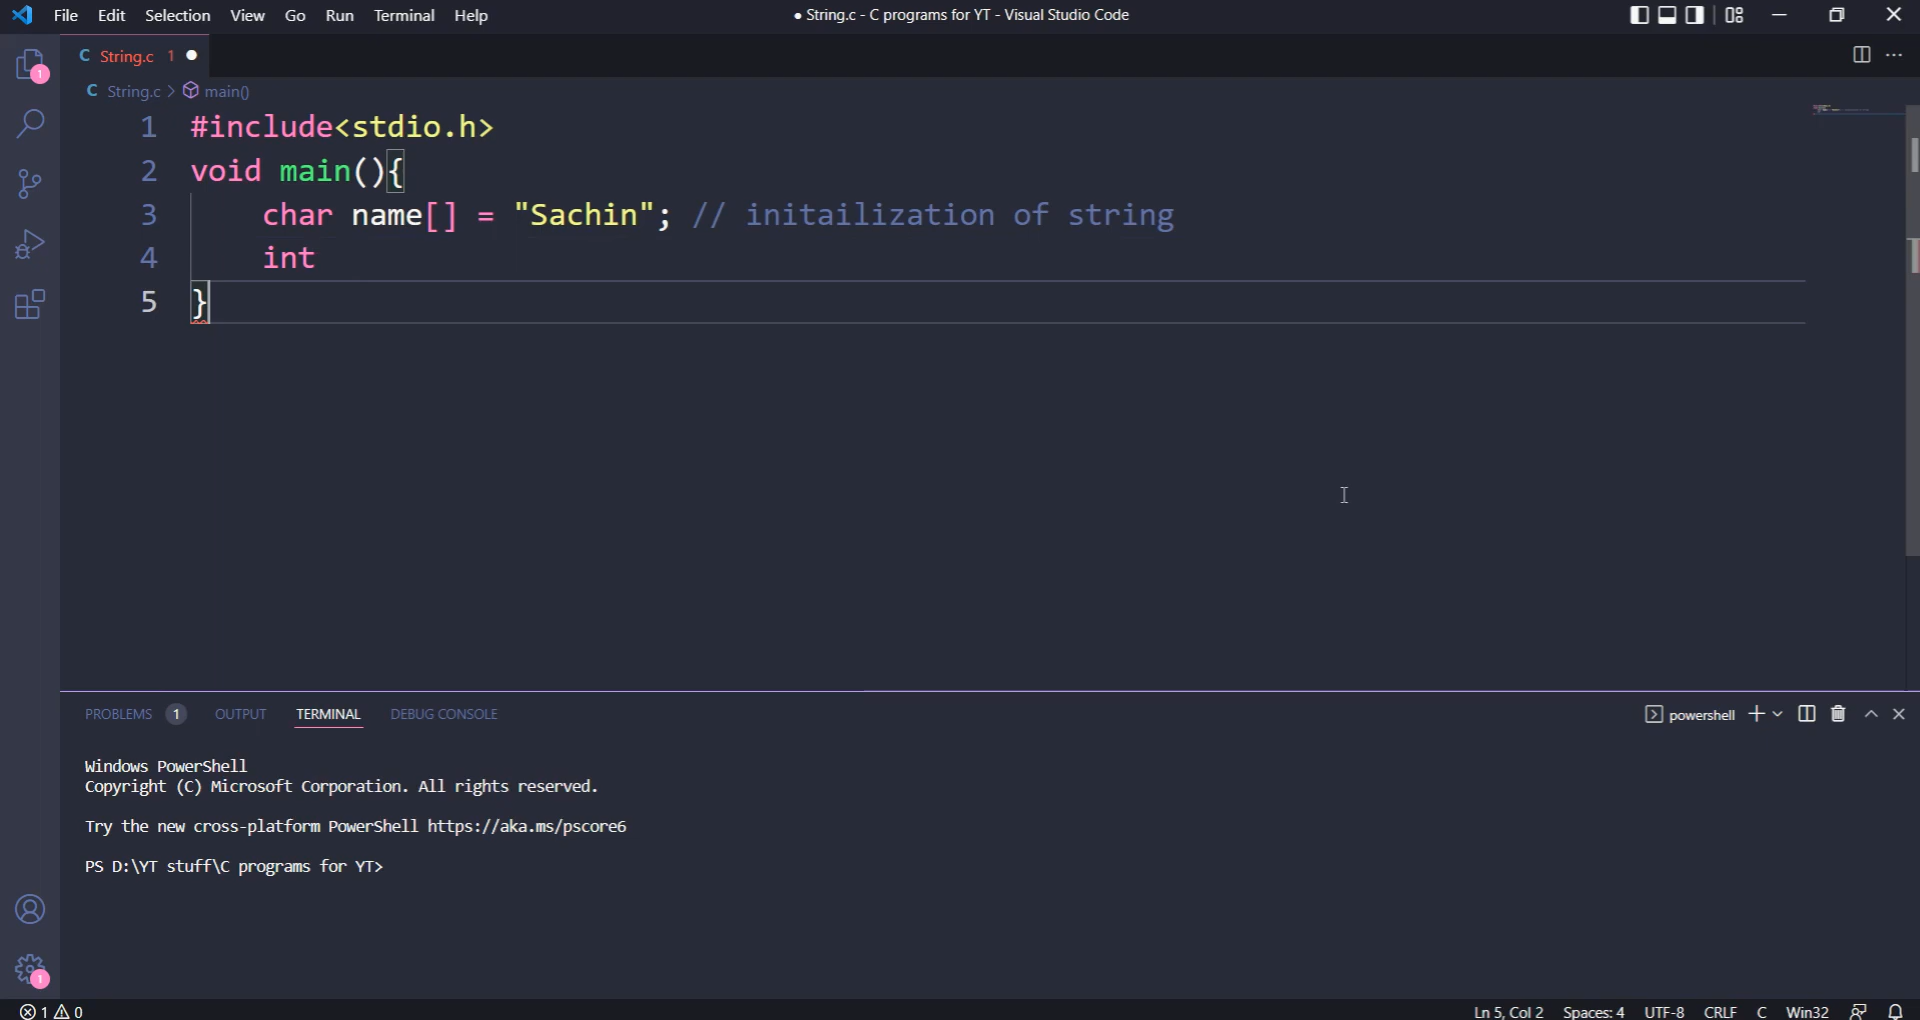 File Edit Selection View Go Run Terminal Help
● String.c - C programs for YT - Visual Studio Code
1
C String.c 1 ●
C String.c > main()
1 #include<stdio.h>
2 void main(){
3 char name[] = "Sachin"; // initailization of string
4 int
5 }
PROBLEMS 1 OUTPUT TERMINAL DEBUG CONSOLE
powershell
Windows PowerShell
Copyright (C) Microsoft Corporation. All rights reserved.
Try the new cross-platform PowerShell https://aka.ms/pscore6
PS D:\YT stuff\C programs for YT>
1
1 0
Ln 5, Col 2 Spaces: 4 UTF-8 CRLF C Win32